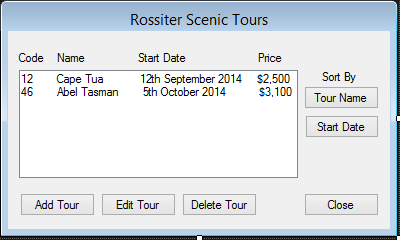 Rossiter Scenic Tours
Code Name Start Date Price
12 Cape Tua 12th September 2014 $2,500
46 Abel Tasman 5th October 2014 $3,100
Sort By
Tour Name
Start Date
Add Tour Edit Tour Delete Tour Close